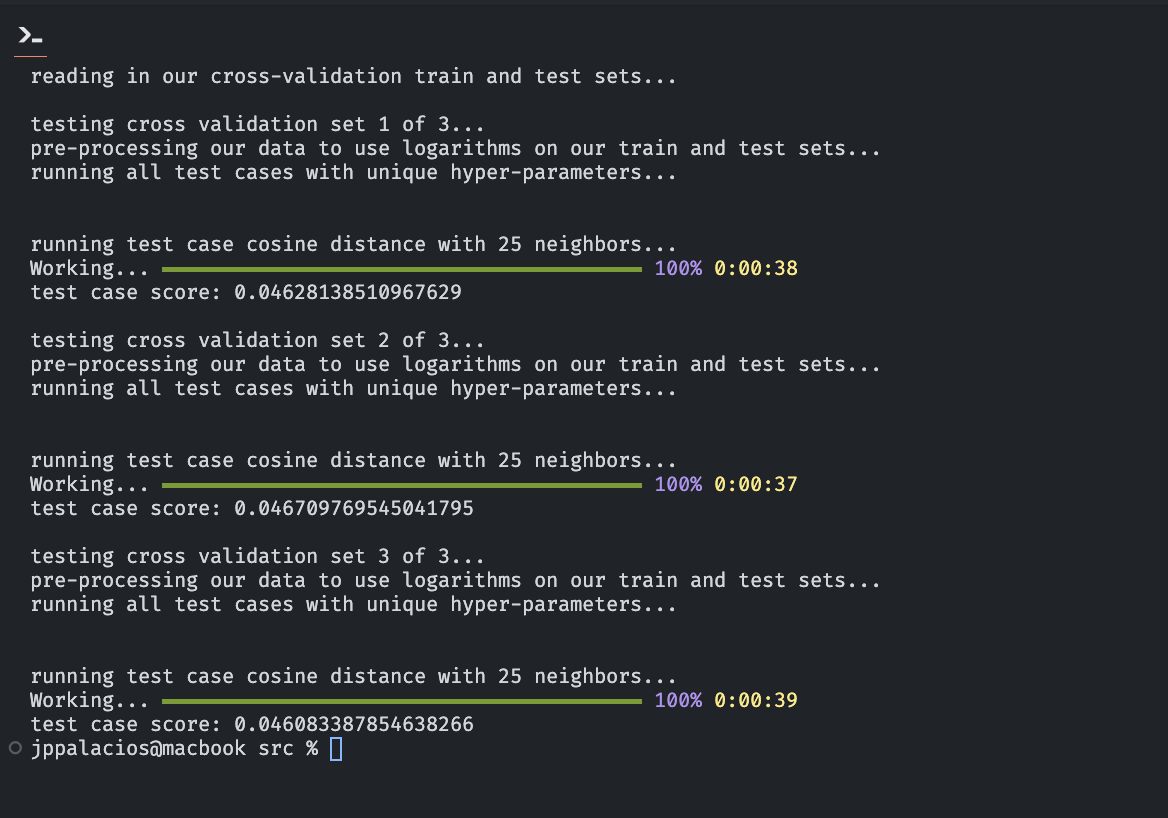 reading in our cross-validation train and test sets...
testing cross validation set 1 of 3...
pre-processing our data to use logarithms on our train and test sets...
running all test cases with unique hyper-parameters...
running test case cosine distance with 25 neighbors...
Working... 100% 0:00:38
test case score: 0.04628138510967629
testing cross validation set 2 of 3...
pre-processing our data to use logarithms on our train and test sets...
running all test cases with unique hyper-parameters...
running test case cosine distance with 25 neighbors...
Working... 100% 0:00:37
test case score: 0.046709769545041795
testing cross validation set 3 of 3...
pre-processing our data to use logarithms on our train and test sets...
running all test cases with unique hyper-parameters...
running test case cosine distance with 25 neighbors...
Working... 100% 0:00:39
test case score: 0.046083387854638266
jppalacios@macbook src %